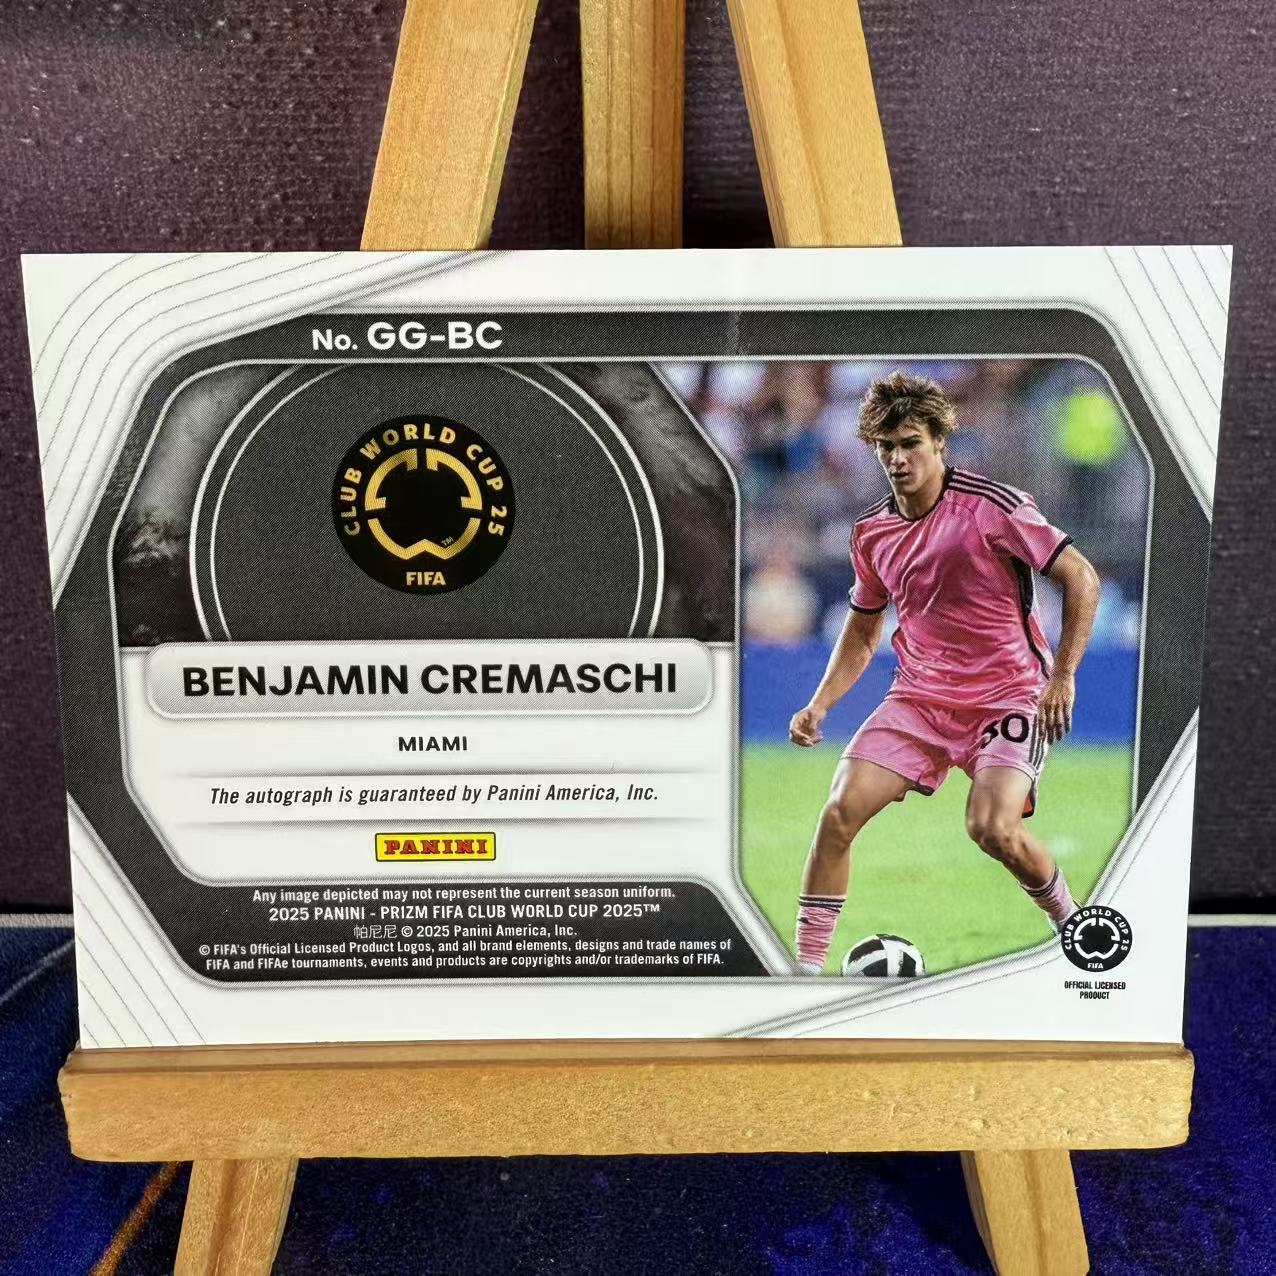 No. GG-BC
CLUB WORLD CUP 25
TM
FIFA
BENJAMIN CREMASCHI
MIAMI
The autograph is guaranteed by Panini America, Inc.
PANINI
Any image depicted may not represent the current season uniform.
2025 PANINI - PRIZM FIFA CLUB WORLD CUP 2025™
帕尼尼 © 2025 Panini America, Inc.
© FIFA's Official Licensed Product Logos, and all brand elements, designs and trade names of
FIFA and FIFAe tournaments, events and products are copyrights and/or trademarks of FIFA.
30
CLUB WORLD CUP 25
FIFA
OFFICIAL LICENSED
PRODUCT